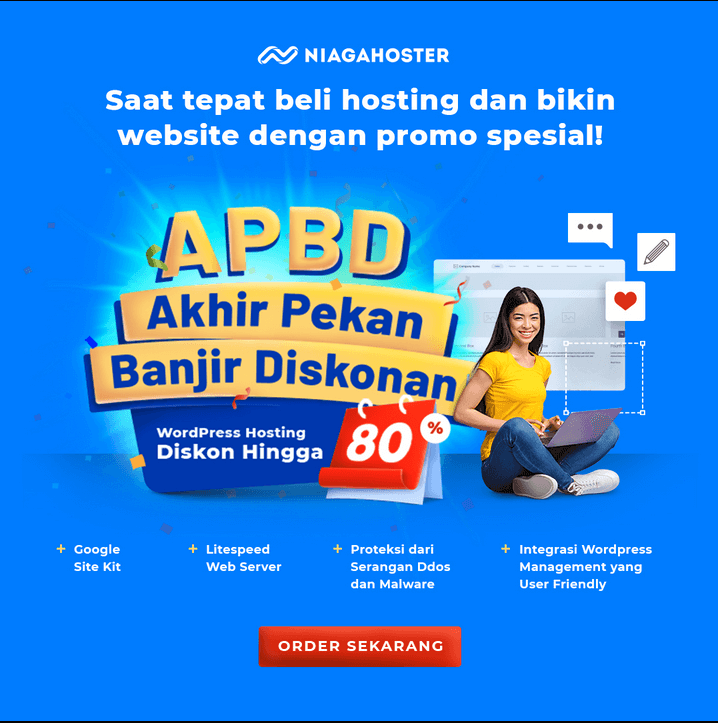 NIAGAHOSTER
Saat tepat beli hosting dan bikin
website dengan promo spesial!
APBD
Akhir Pekan
Banjir Diskonan
WordPress Hosting
Diskon Hingga
80%
+ Google
Site Kit
+ Litespeed
Web Server
+ Proteksi dari
Serangan Ddos
dan Malware
+ Integrasi Wordpress
Management yang
User Friendly
ORDER SEKARANG